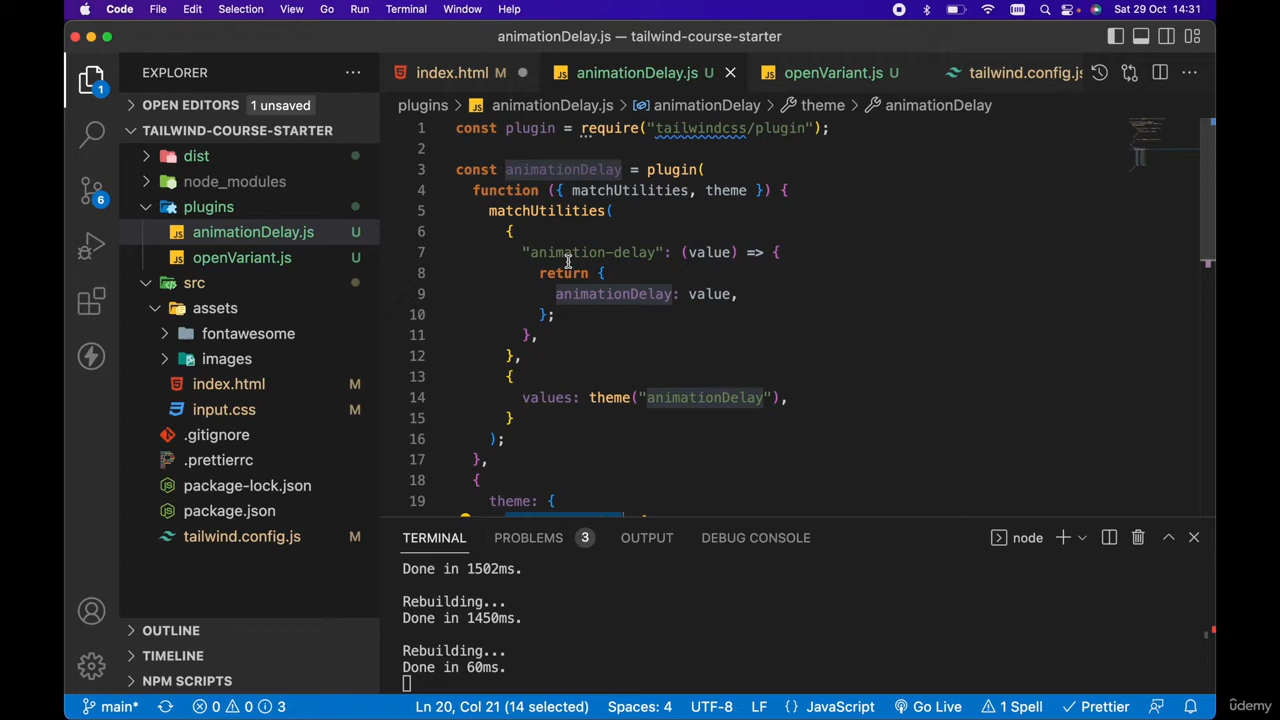 Code File Edit Selection View Go Run Terminal Window Help Sat 29 Oct 14:31
animationDelay.js — tailwind-course-starter
EXPLORER
index.html M
animationDelay.js U
openVariant.js U
tailwind.config.js
OPEN EDITORS 1 unsaved
TAILWIND-COURSE-STARTER
dist
node_modules
plugins
animationDelay.js U
openVariant.js U
src
assets
fontawesome
images
index.html M
input.css M
.gitignore
.prettierrc
package-lock.json
package.json
tailwind.config.js M
OUTLINE
TIMELINE
NPM SCRIPTS
1
6
plugins > animationDelay.js > animationDelay > theme > animationDelay
1 const plugin = require("tailwindcss/plugin");
2
3 const animationDelay = plugin(
4 function ({ matchUtilities, theme }) {
5 matchUtilities(
6 {
7 "animation-delay": (value) => {
8 return {
9 animationDelay: value,
10 };
11 },
12 },
13 {
14 values: theme("animationDelay"),
15 }
16 );
17 },
18 {
19 theme: {
TERMINAL PROBLEMS 3 OUTPUT DEBUG CONSOLE node
Done in 1502ms.
Rebuilding...
Done in 1450ms.
Rebuilding...
Done in 60ms.
main* 0 0 3 Ln 20, Col 21 (14 selected) Spaces: 4 UTF-8 LF {} JavaScript Go Live 1 Spell Prettier
ûdemy